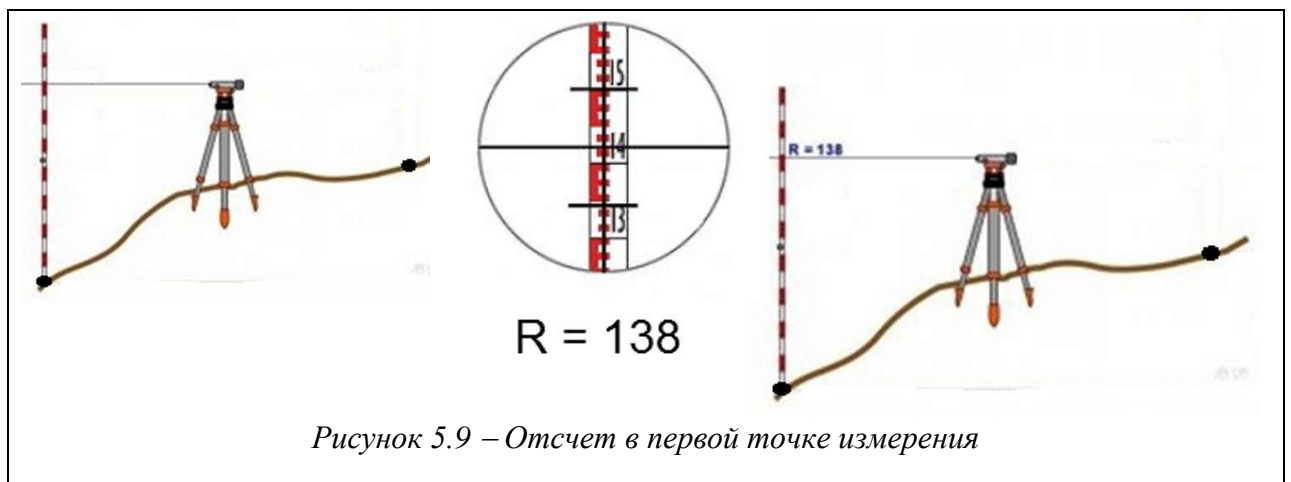 15
14
13
R = 138
R = 138
Рисунок 5.9 – Отсчет в первой точке измерения